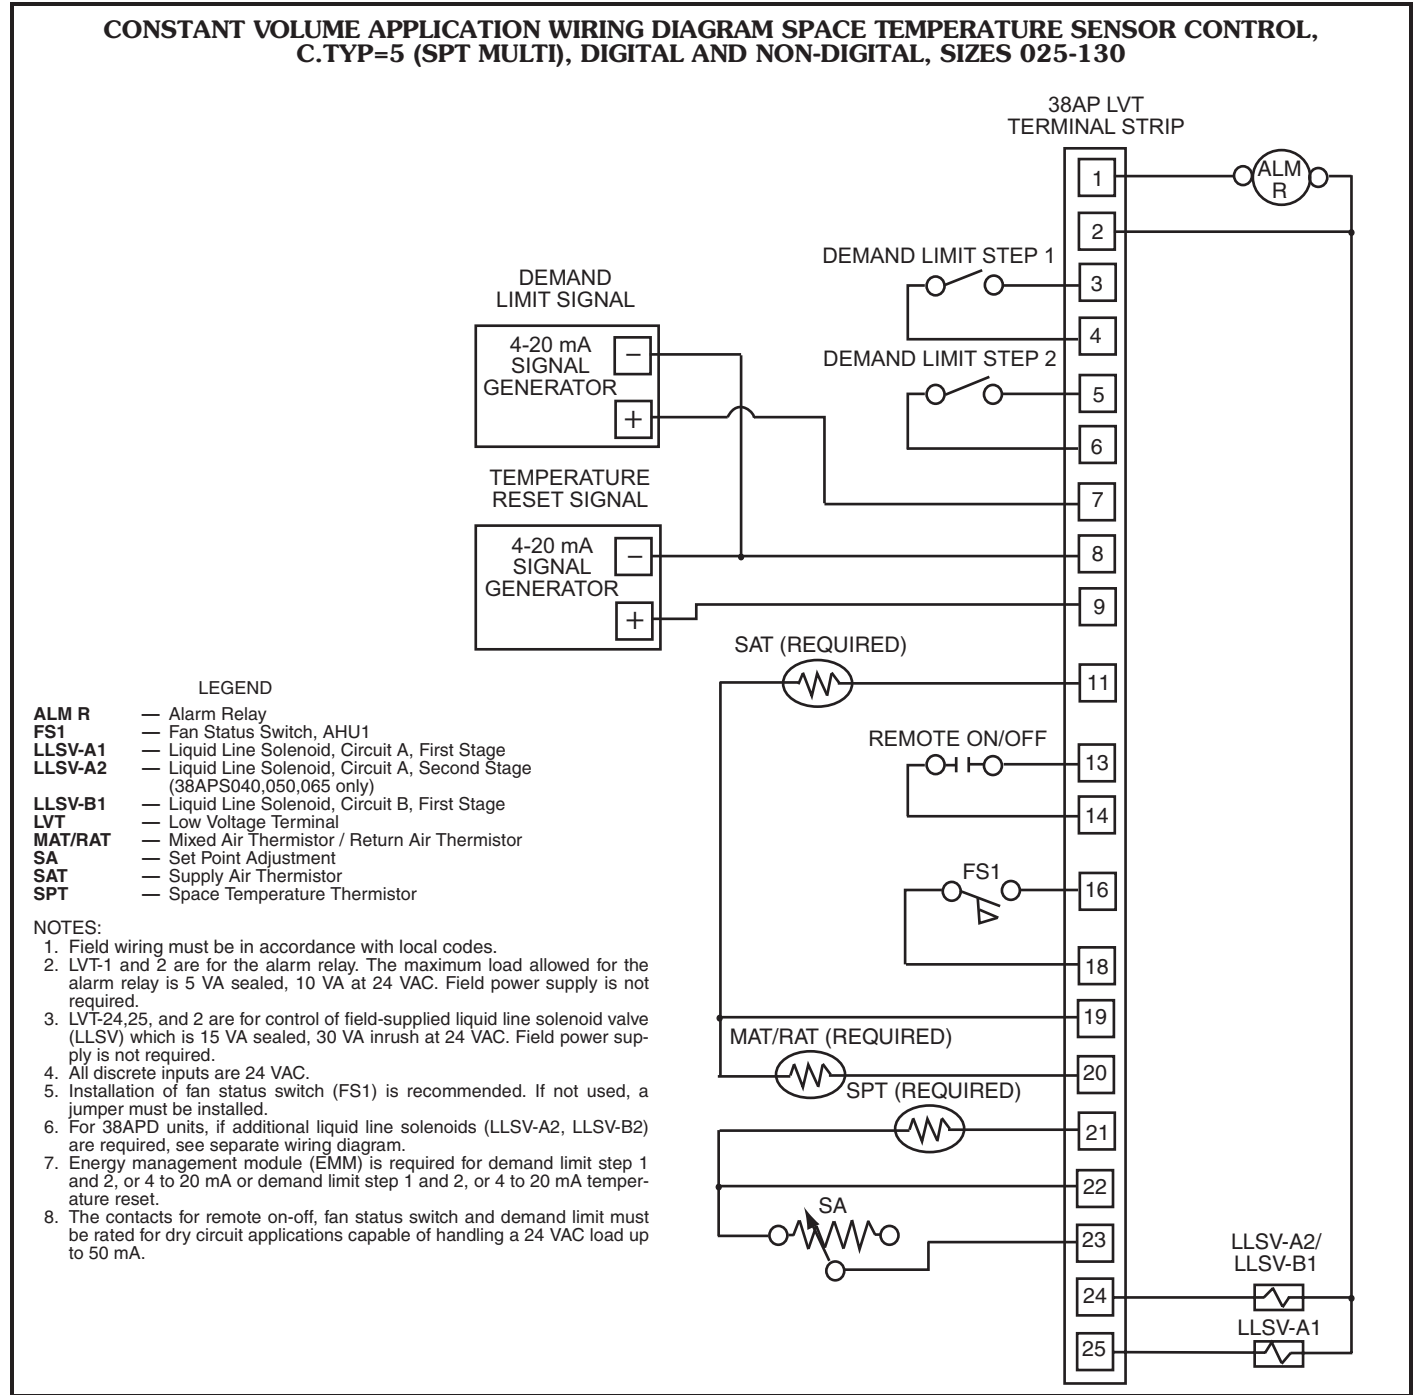 CONSTANT VOLUME APPLICATION WIRING DIAGRAM SPACE TEMPERATURE SENSOR CONTROL,
C.TYP=5 (SPT MULTI), DIGITAL AND NON-DIGITAL, SIZES 025-130
38AP LVT
TERMINAL STRIP
1
ALM
R
2
DEMAND LIMIT STEP 1
3
4
DEMAND LIMIT STEP 2
5
6
DEMAND
LIMIT SIGNAL
4-20 mA
SIGNAL
GENERATOR
−
+
7
TEMPERATURE
RESET SIGNAL
4-20 mA
SIGNAL
GENERATOR
−
+
8
9
SAT (REQUIRED)
11
REMOTE ON/OFF
13
14
FS1
16
18
19
MAT/RAT (REQUIRED)
20
SPT (REQUIRED)
21
22
SA
23
LLSV-A2/
LLSV-B1
24
LLSV-A1
25
LEGEND
ALM R — Alarm Relay
FS1 — Fan Status Switch, AHU1
LLSV-A1 — Liquid Line Solenoid, Circuit A, First Stage
LLSV-A2 — Liquid Line Solenoid, Circuit A, Second Stage
(38APS040,050,065 only)
LLSV-B1 — Liquid Line Solenoid, Circuit B, First Stage
LVT — Low Voltage Terminal
MAT/RAT — Mixed Air Thermistor / Return Air Thermistor
SA — Set Point Adjustment
SAT — Supply Air Thermistor
SPT — Space Temperature Thermistor
NOTES:
1. Field wiring must be in accordance with local codes.
2. LVT-1 and 2 are for the alarm relay. The maximum load allowed for the
alarm relay is 5 VA sealed, 10 VA at 24 VAC. Field power supply is not
required.
3. LVT-24,25, and 2 are for control of field-supplied liquid line solenoid valve
(LLSV) which is 15 VA sealed, 30 VA inrush at 24 VAC. Field power sup-
ply is not required.
4. All discrete inputs are 24 VAC.
5. Installation of fan status switch (FS1) is recommended. If not used, a
jumper must be installed.
6. For 38APD units, if additional liquid line solenoids (LLSV-A2, LLSV-B2)
are required, see separate wiring diagram.
7. Energy management module (EMM) is required for demand limit step 1
and 2, or 4 to 20 mA or demand limit step 1 and 2, or 4 to 20 mA temper-
ature reset.
8. The contacts for remote on-off, fan status switch and demand limit must
be rated for dry circuit applications capable of handling a 24 VAC load up
to 50 mA.